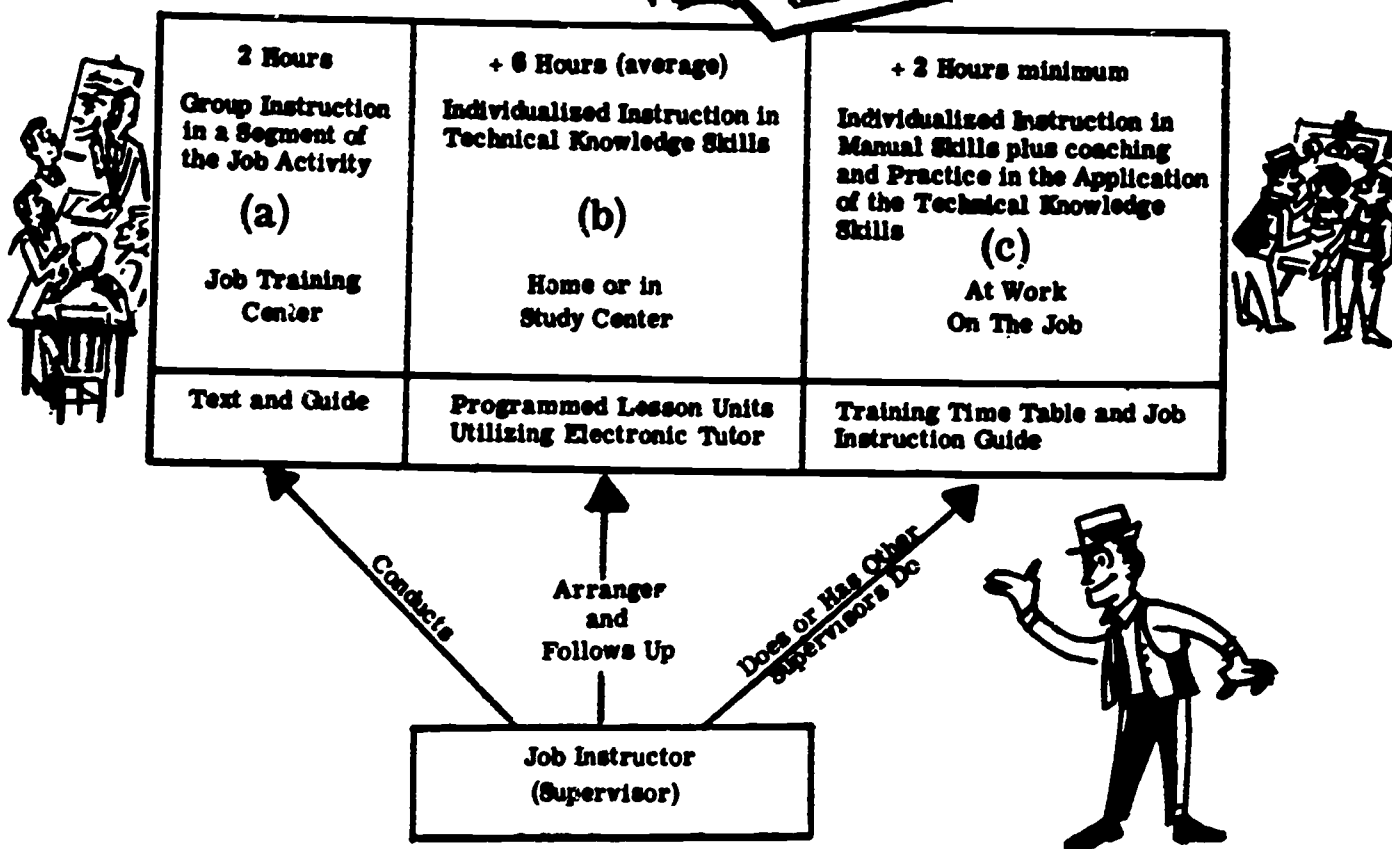 2 Hours
Group Instruction
in a Segment of
the Job Activity
(a)
Job Training
Center
Text and Guide
+ 6 Hours (average)
Individualized Instruction in
Technical Knowledge Skills
(b)
Home or in
Study Center
Programmed Lesson Units
Utilizing Electronic Tutor
+ 2 Hours minimum
Individualized Instruction in
Manual Skills plus coaching
and Practice in the Application
of the Technical Knowledge
Skills
(c)
At Work
On The Job
Training Time Table and Job
Instruction Guide
Conducts
Arranges
and
Follows Up
Does or Has Other
Supervisors Do
Job Instructor
(Supervisor)